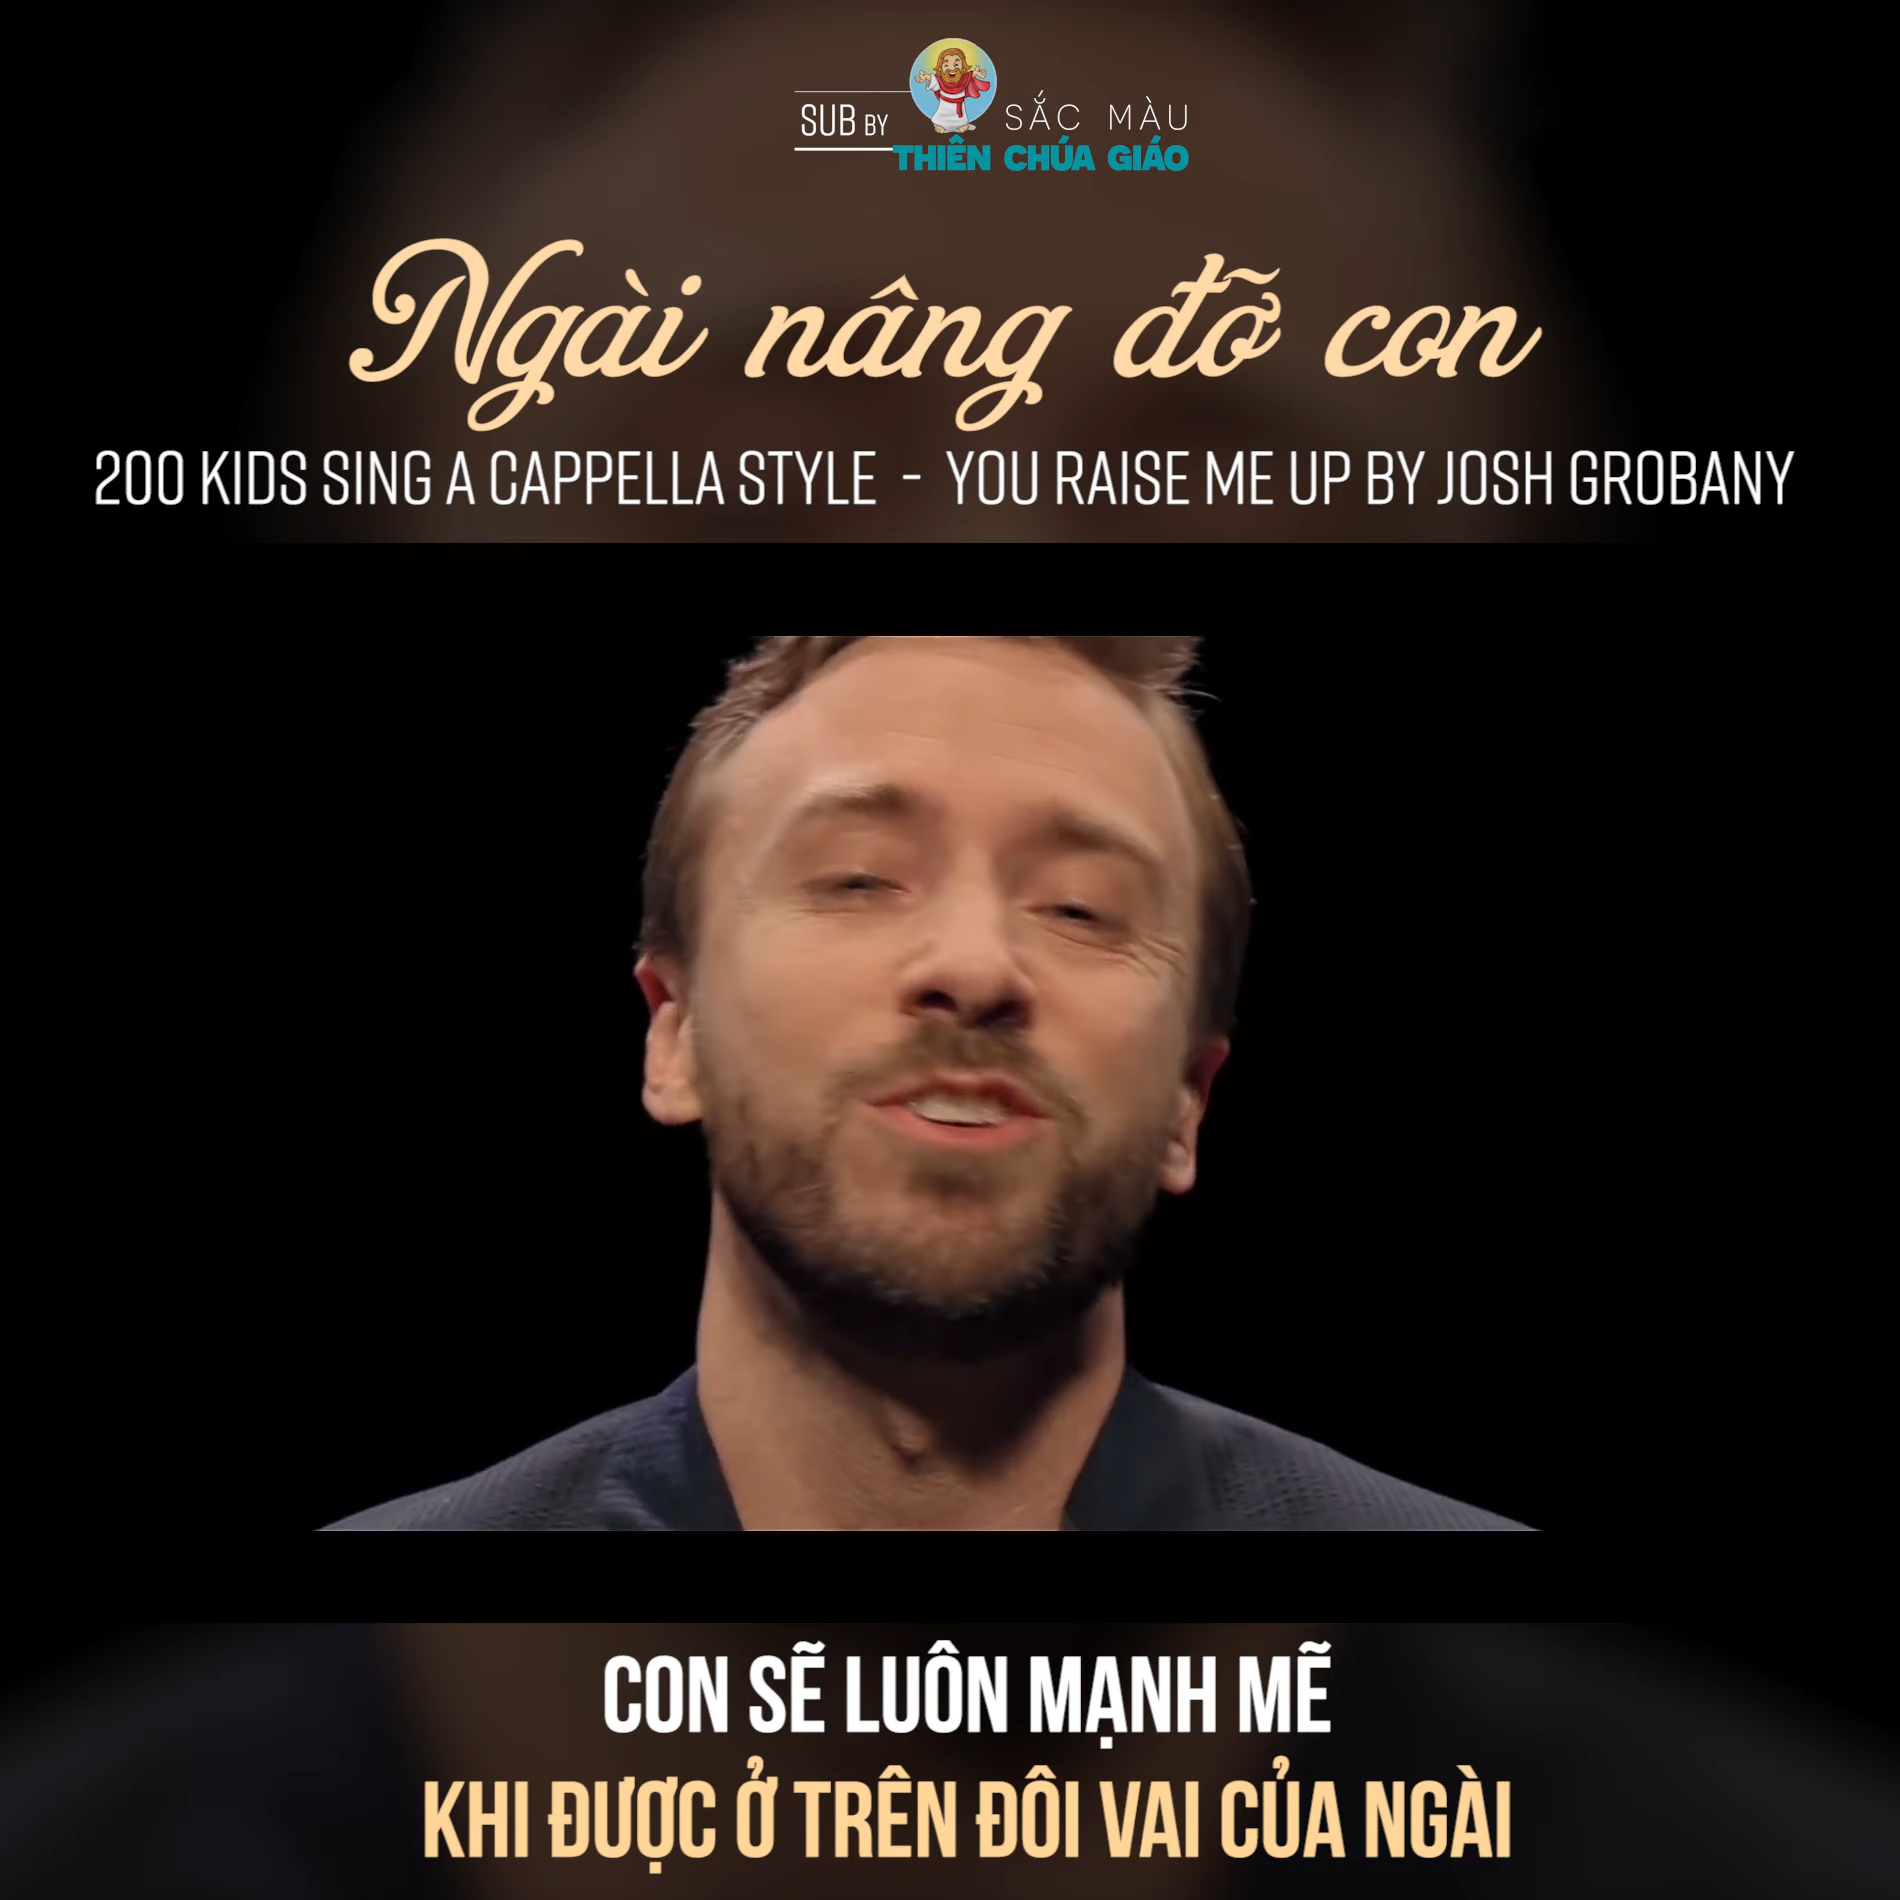 SUB BY SẮC MÀU
THIÊN CHÚA GIÁO
Ngài nâng đỡ con
200 KIDS SING A CAPPELLA STYLE - YOU RAISE ME UP BY JOSH GROBANY
CON SẼ LUÔN MẠNH MẼ
KHI ĐƯỢC Ở TRÊN ĐÔI VAI CỦA NGÀI